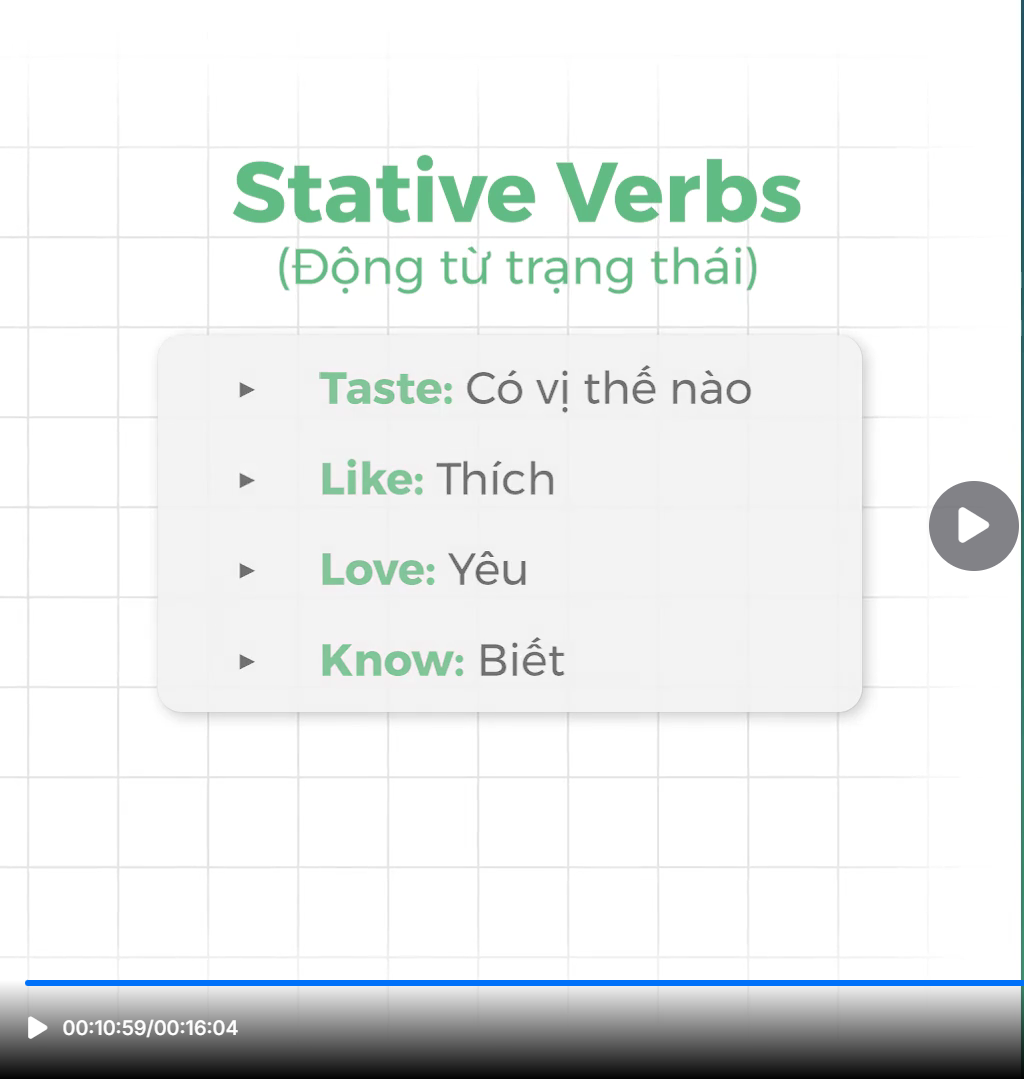 Stative Verbs
(Động từ trạng thái)
Taste: Có vị thế nào
Like: Thích
Love: Yêu
Know: Biết
00:10:59/00:16:04